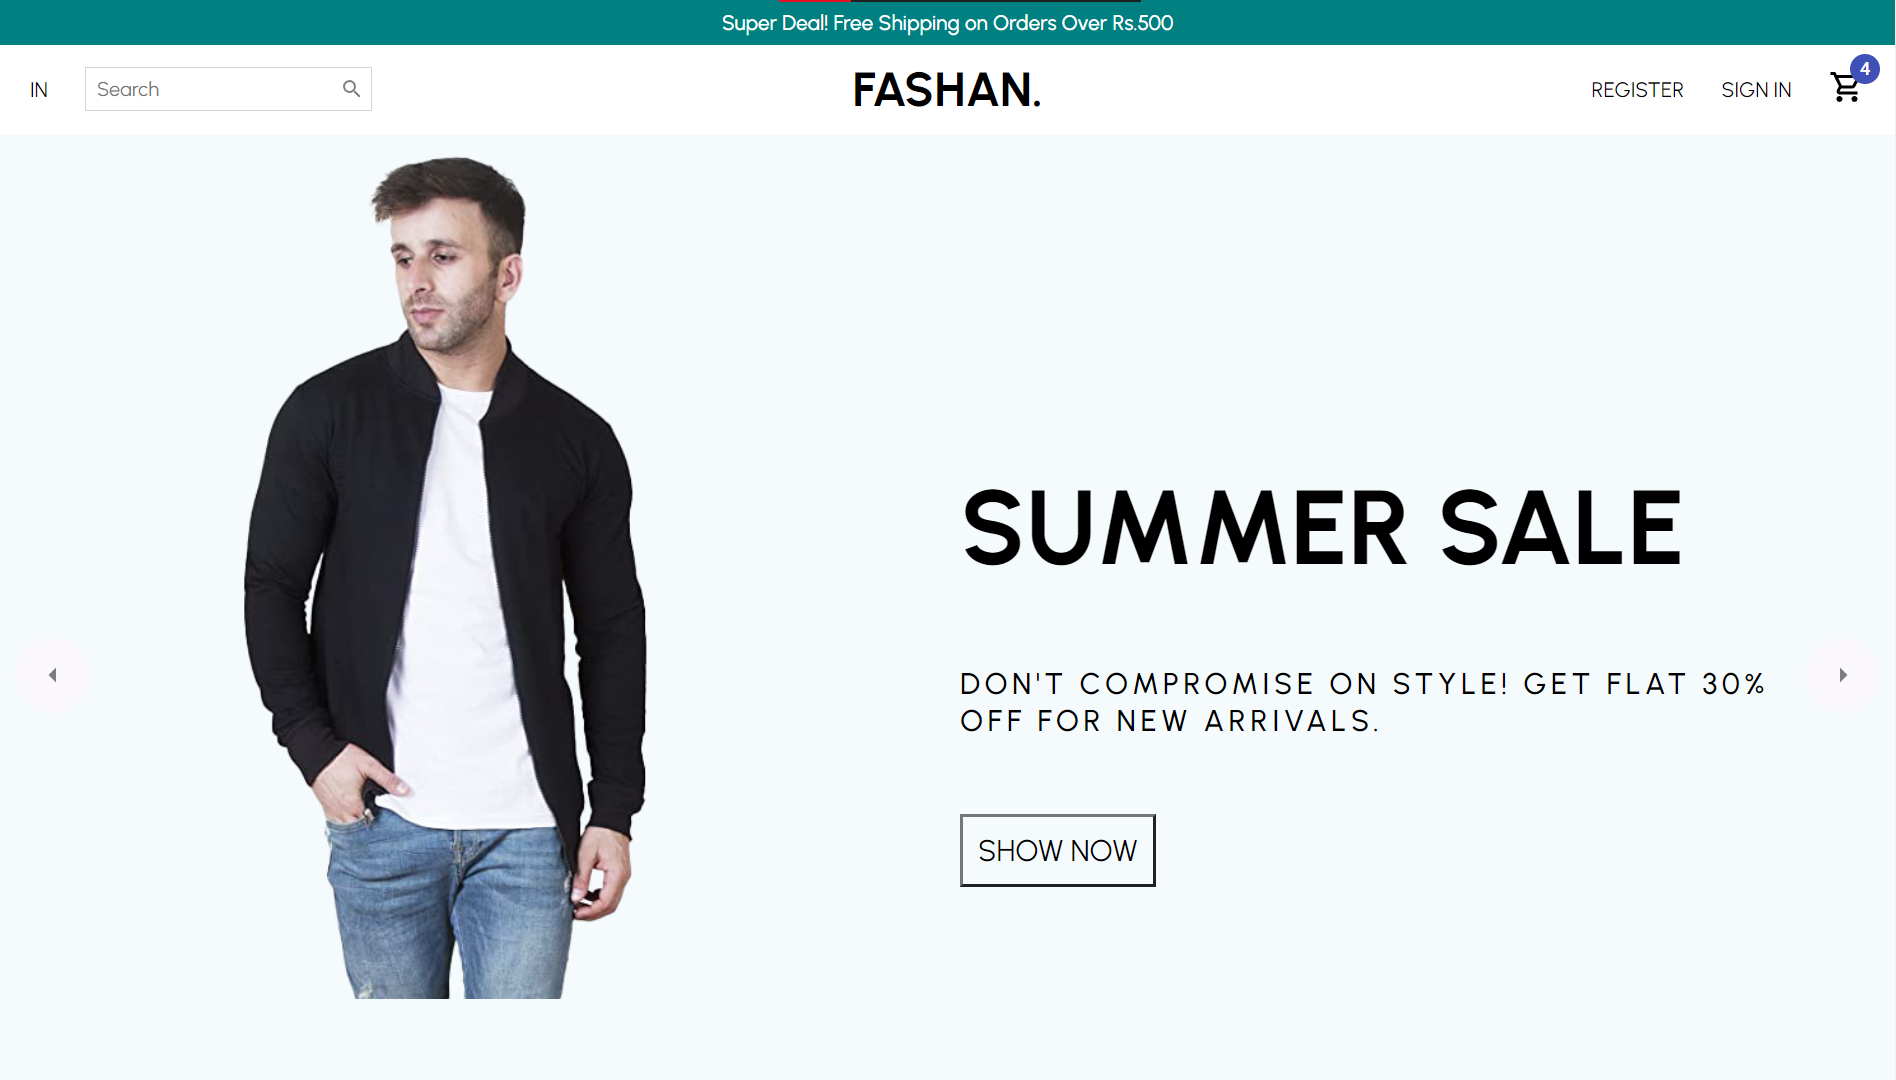 Super Deal! Free Shipping on Orders Over Rs.500
IN
Search
FASHAN.
REGISTER
SIGN IN
4
SUMMER SALE
DON'T COMPROMISE ON STYLE! GET FLAT 30%
OFF FOR NEW ARRIVALS.
SHOW NOW